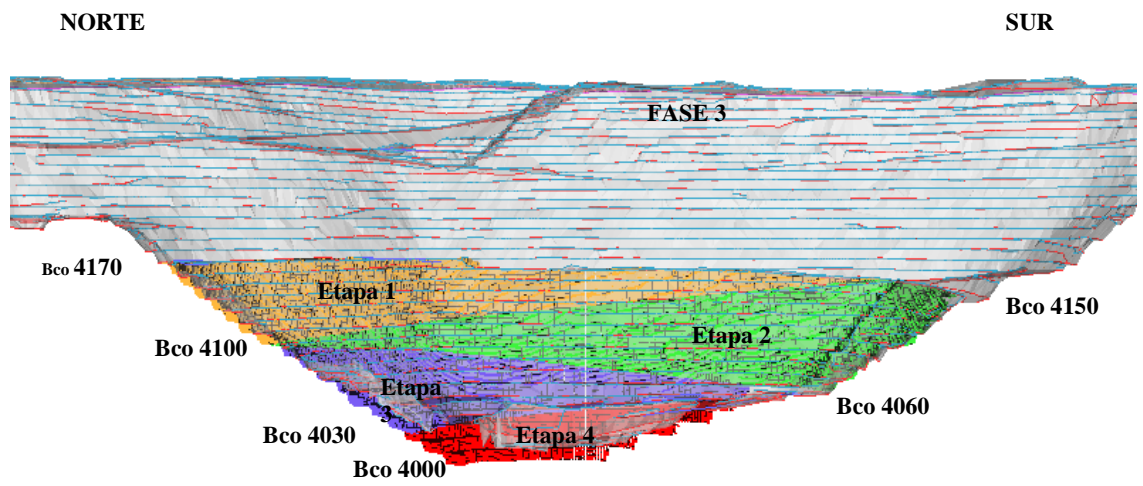 NORTE
SUR
FASE 3
Bco 4170
Etapa 1
Bco 4150
Etapa 2
Bco 4100
Etapa
3
Bco 4060
Bco 4030
Etapa 4
Bco 4000